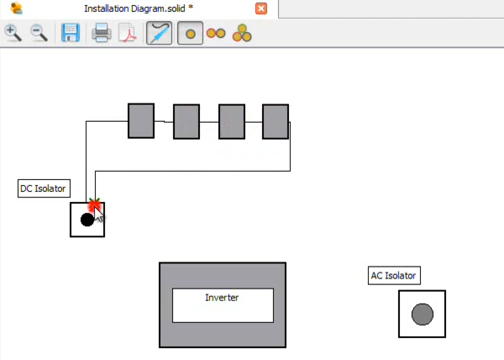 Installation Diagram.solid *
DC Isolator
Inverter
AC Isolator